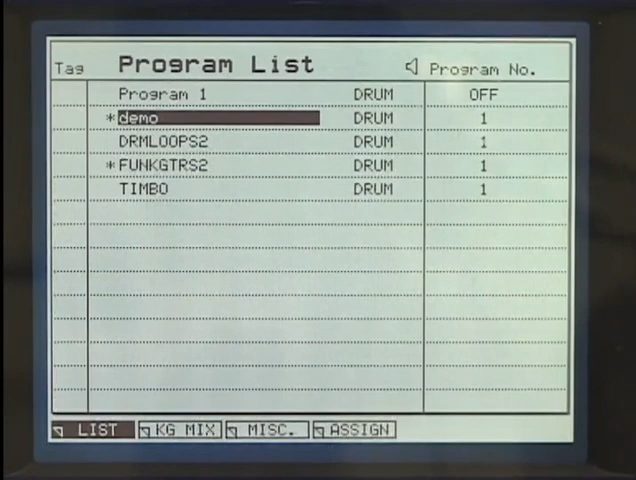 Tag Program List Program No.
Program 1 DRUM OFF
*demo DRUM 1
DRMLOOPS2 DRUM 1
*FUNKGTRS2 DRUM 1
TIMBO DRUM 1
LIST KG MIX MISC. ASSIGN